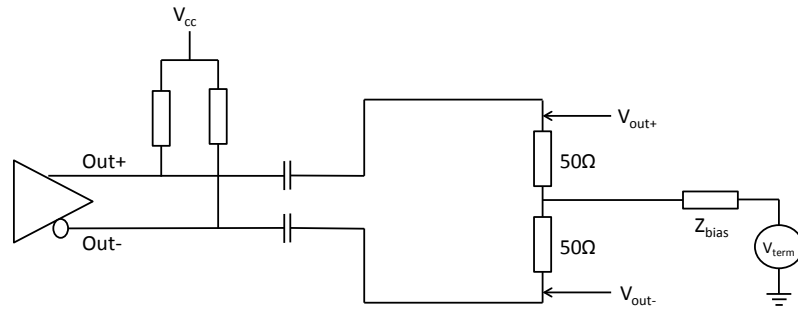 Vcc
Out+
Out-
Vout+
50Ω
50Ω
Zbias
Vterm
Vout-